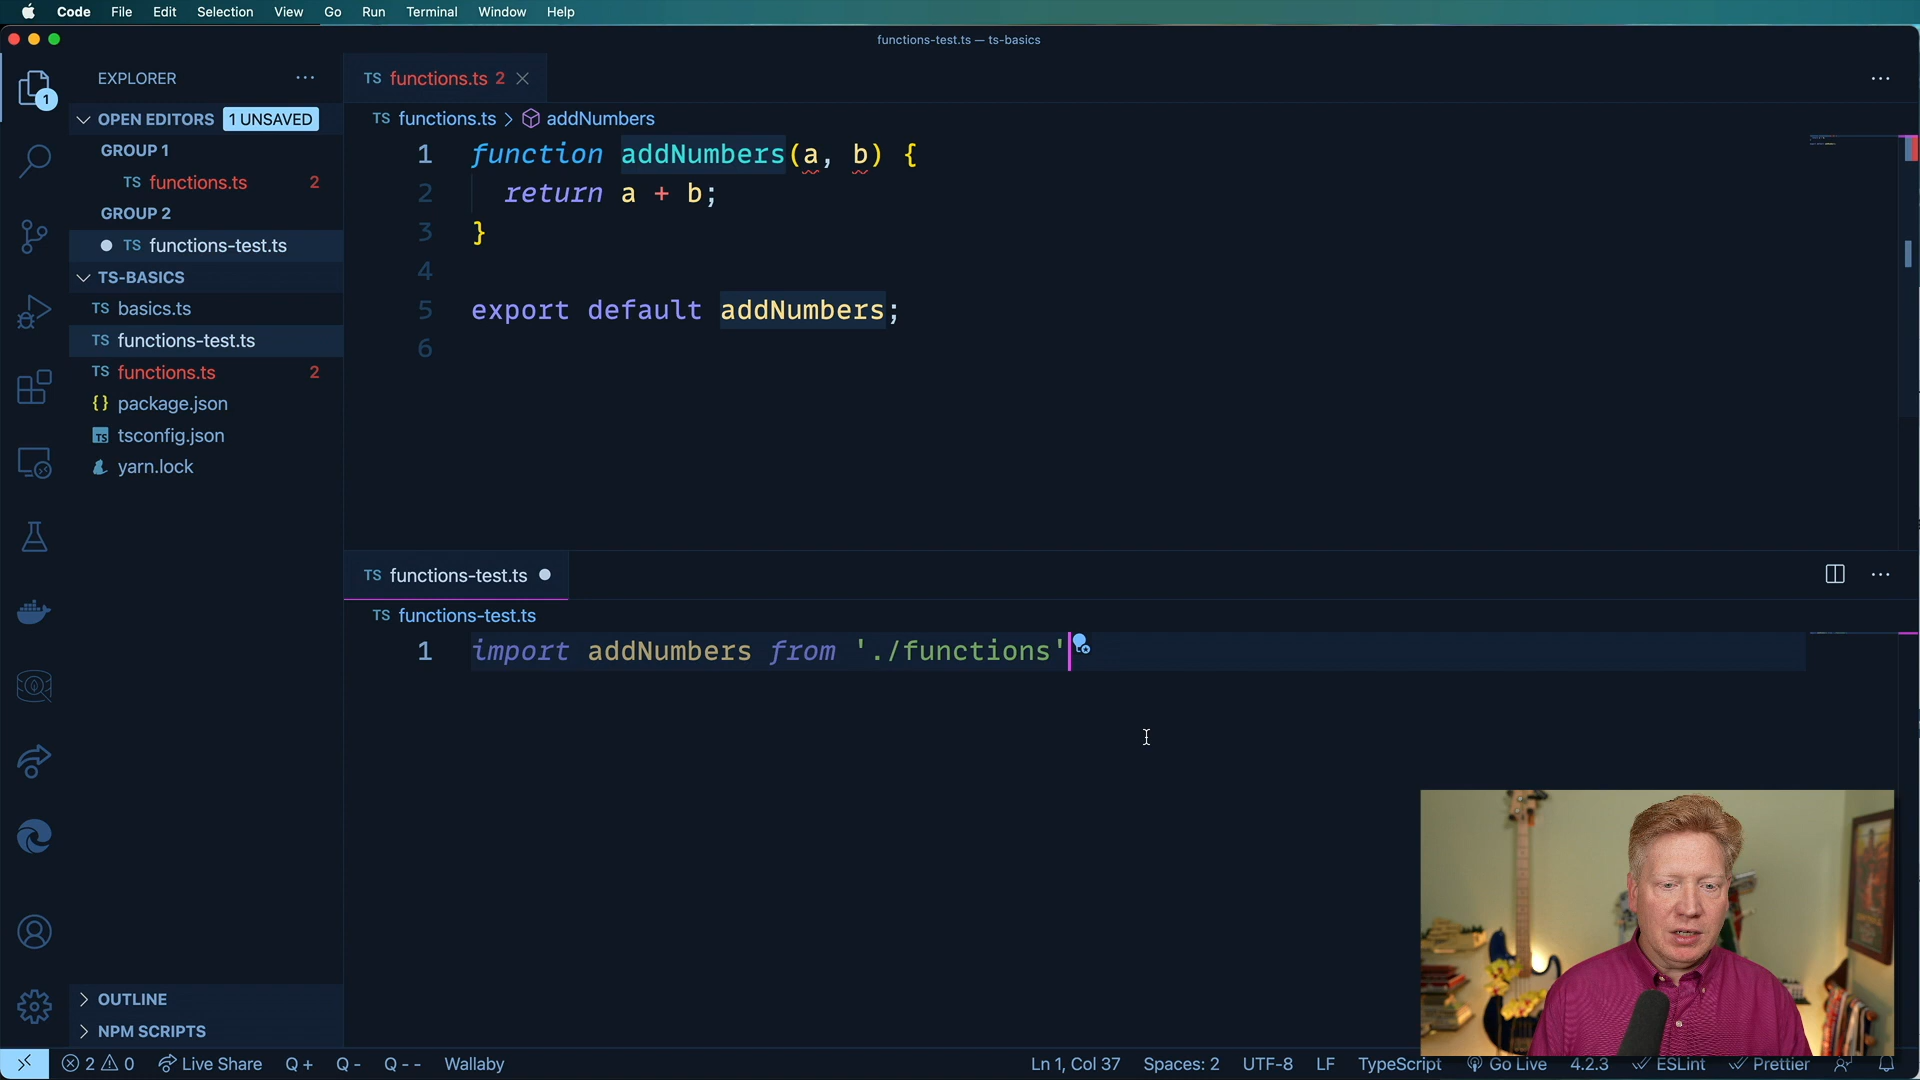 Code File Edit Selection View Go Run Terminal Window Help
functions-test.ts — ts-basics
EXPLORER ···
1
OPEN EDITORS 1 UNSAVED
GROUP 1
TS functions.ts 2
GROUP 2
TS functions-test.ts
TS-BASICS
TS basics.ts
TS functions-test.ts
TS functions.ts 2
{} package.json
TS tsconfig.json
yarn.lock
OUTLINE
NPM SCRIPTS
TS functions.ts 2
TS functions.ts > addNumbers
1 function addNumbers(a, b) {
2 return a + b;
3 }
4
5 export default addNumbers;
6
TS functions-test.ts
TS functions-test.ts
1 import addNumbers from './functions'
2 0 Live Share Q + Q - Q - - Wallaby Ln 1, Col 37 Spaces: 2 UTF-8 LF TypeScript Go Live 4.2.3 ESLint Prettier